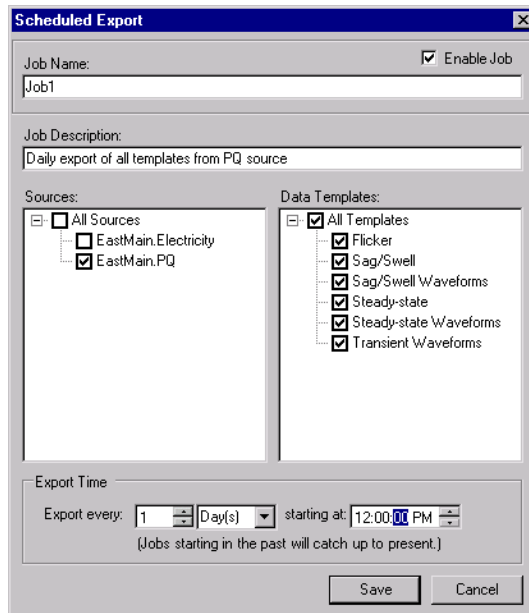 Scheduled Export
Enable Job
Job Name:
Job1
Job Description:
Daily export of all templates from PQ source
Sources:
All Sources
EastMain.Electricity
EastMain.PQ
Data Templates:
All Templates
Flicker
Sag/Swell
Sag/Swell Waveforms
Steady-state
Steady-state Waveforms
Transient Waveforms
Export Time
Export every: 1 Day(s) starting at: 12:00:00 PM
(Jobs starting in the past will catch up to present.)
Save Cancel